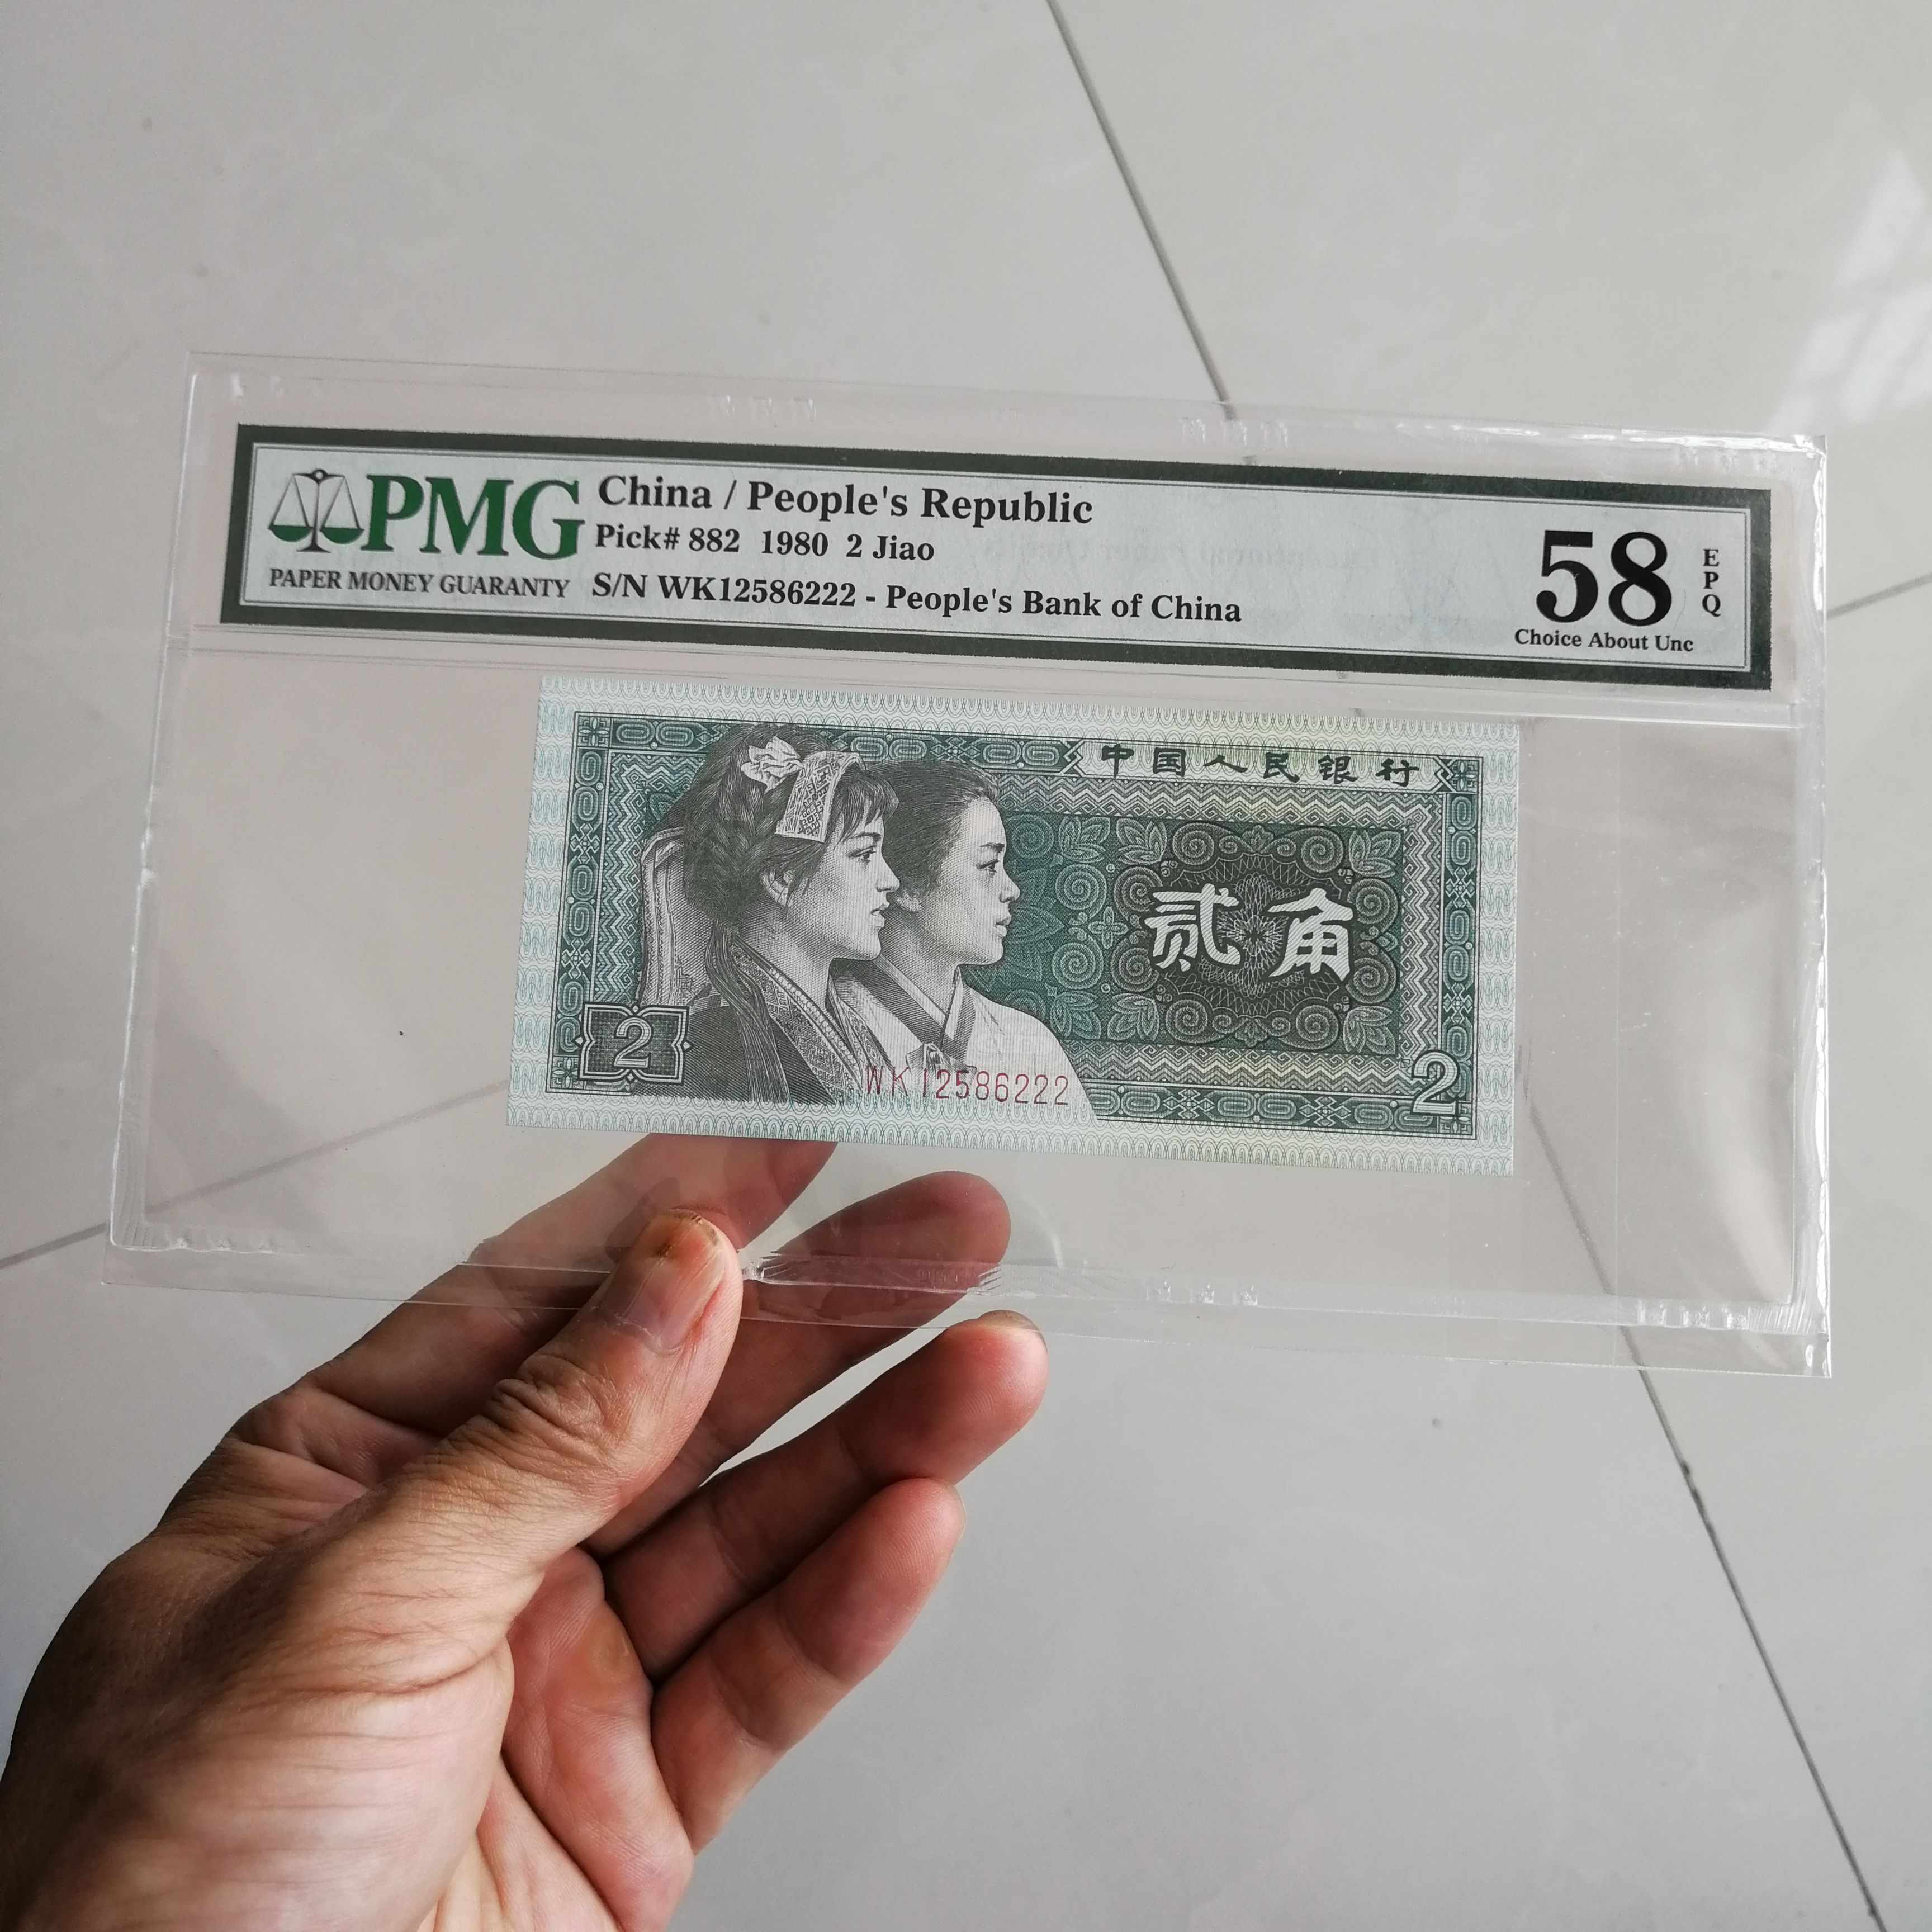 PMG
PAPER MONEY GUARANTY
China / People's Republic
Pick# 882 1980 2 Jiao
S/N WK12586222 - People's Bank of China
58
EPQ
Choice About Unc
中国人民银行
贰角
2
WK12586222
2